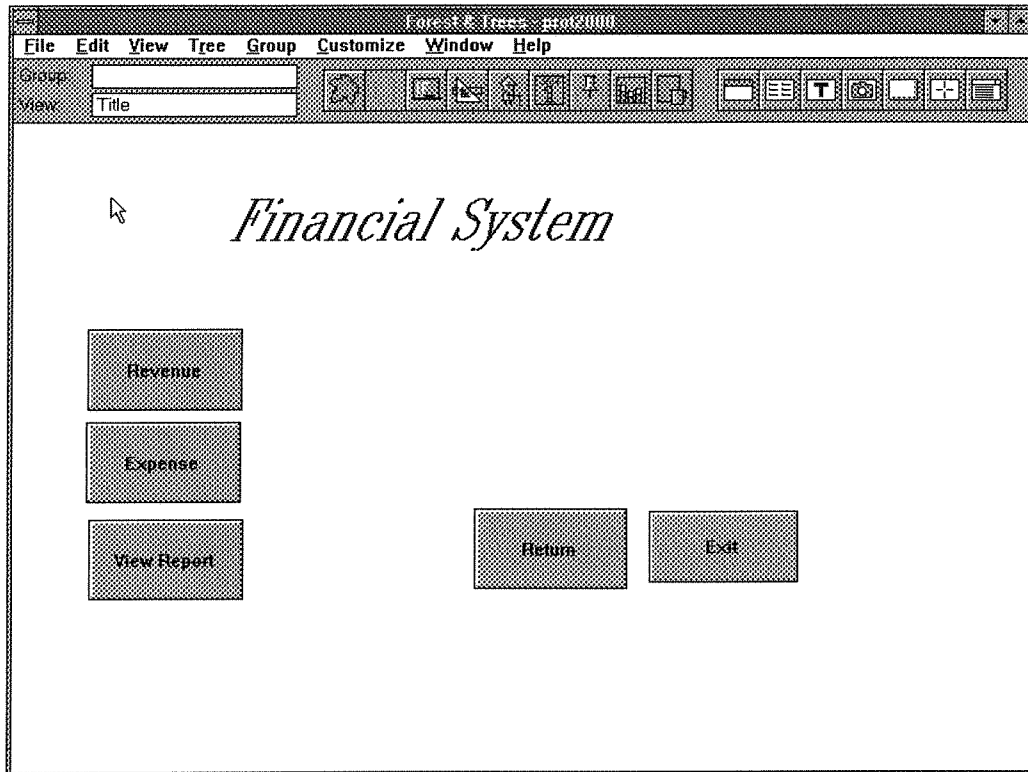 Forest & Trees - prot2000
File Edit View Tree Group Customize Window Help
Group:
View: Title
T
Financial System
Revenue
Expense
View Report
Return
Exit